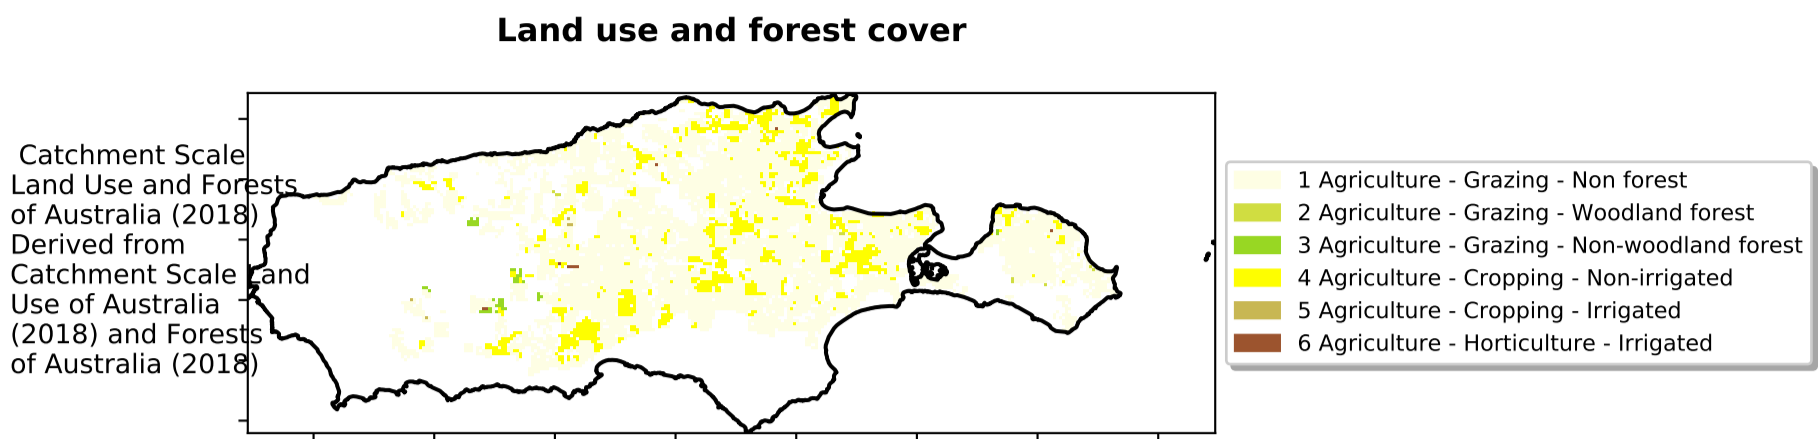 Land use and forest cover
Catchment Scale
Land Use and Forests
of Australia (2018)
Derived from
Catchment Scale Land
Use of Australia
(2018) and Forests
of Australia (2018)
1 Agriculture - Grazing - Non forest
2 Agriculture - Grazing - Woodland forest
3 Agriculture - Grazing - Non-woodland forest
4 Agriculture - Cropping - Non-irrigated
5 Agriculture - Cropping - Irrigated
6 Agriculture - Horticulture - Irrigated